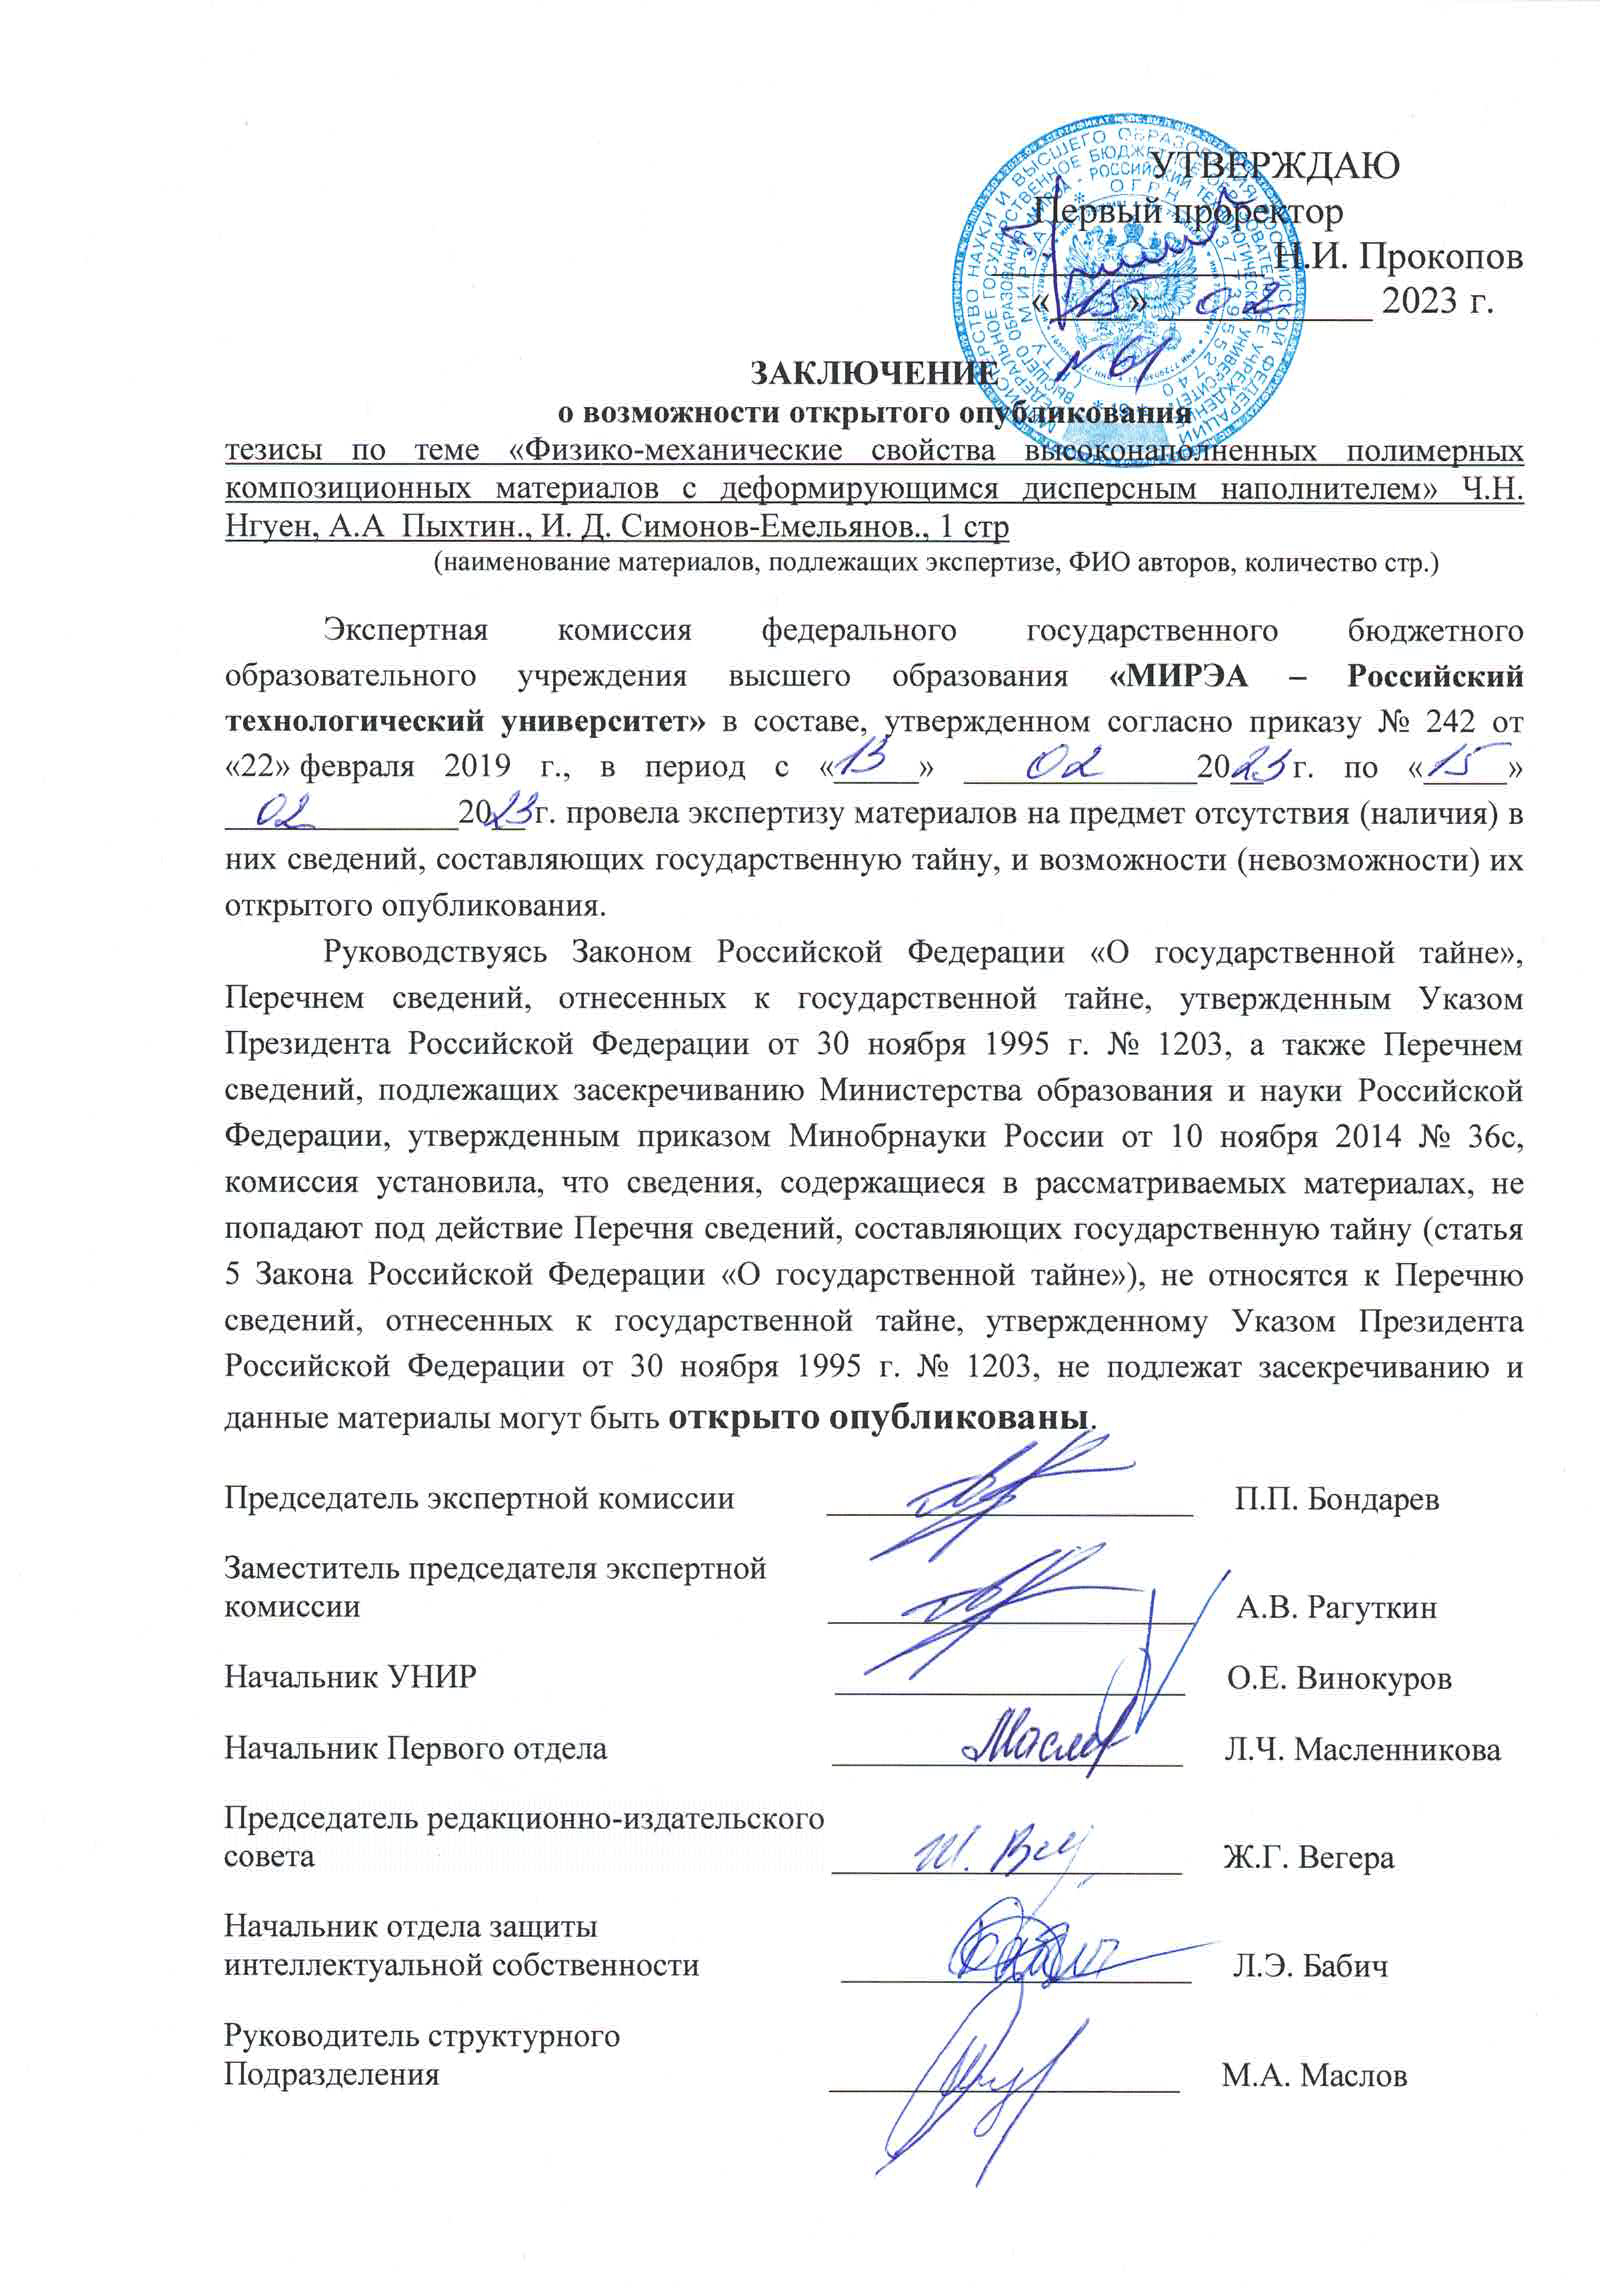 УТВЕРЖДАЮ
Первый проректор
Н.И. Прокопов
«15» 02 2023 г.
№ 61
ЗАКЛЮЧЕНИЕ
о возможности открытого опубликования
тезисы по теме «Физико-механические свойства высоконаполненных полимерных
композиционных материалов с деформирующимся дисперсным наполнителем» Ч.Н.
Нгуен, А.А Пыхтин., И. Д. Симонов-Емельянов., 1 стр
(наименование материалов, подлежащих экспертизе, ФИО авторов, количество стр.)
Экспертная комиссия федерального государственного бюджетного
образовательного учреждения высшего образования «МИРЭА – Российский
технологический университет» в составе, утвержденном согласно приказу № 242 от
«22» февраля 2019 г., в период с «13» 02 2023 г. по «15»
02 2023 г. провела экспертизу материалов на предмет отсутствия (наличия) в
них сведений, составляющих государственную тайну, и возможности (невозможности) их
открытого опубликования.
Руководствуясь Законом Российской Федерации «О государственной тайне»,
Перечнем сведений, отнесенных к государственной тайне, утвержденным Указом
Президента Российской Федерации от 30 ноября 1995 г. № 1203, а также Перечнем
сведений, подлежащих засекречиванию Министерства образования и науки Российской
Федерации, утвержденным приказом Минобрнауки России от 10 ноября 2014 № 36с,
комиссия установила, что сведения, содержащиеся в рассматриваемых материалах, не
попадают под действие Перечня сведений, составляющих государственную тайну (статья
5 Закона Российской Федерации «О государственной тайне»), не относятся к Перечню
сведений, отнесенных к государственной тайне, утвержденному Указом Президента
Российской Федерации от 30 ноября 1995 г. № 1203, не подлежат засекречиванию и
данные материалы могут быть открыто опубликованы.
Председатель экспертной комиссии П.П. Бондарев
Заместитель председателя экспертной
комиссии А.В. Рагуткин
Начальник УНИР О.Е. Винокуров
Начальник Первого отдела Л.Ч. Масленникова
Председатель редакционно-издательского
совета Ж.Г. Вегера
Начальник отдела защиты
интеллектуальной собственности Л.Э. Бабич
Руководитель структурного
Подразделения М.А. Маслов